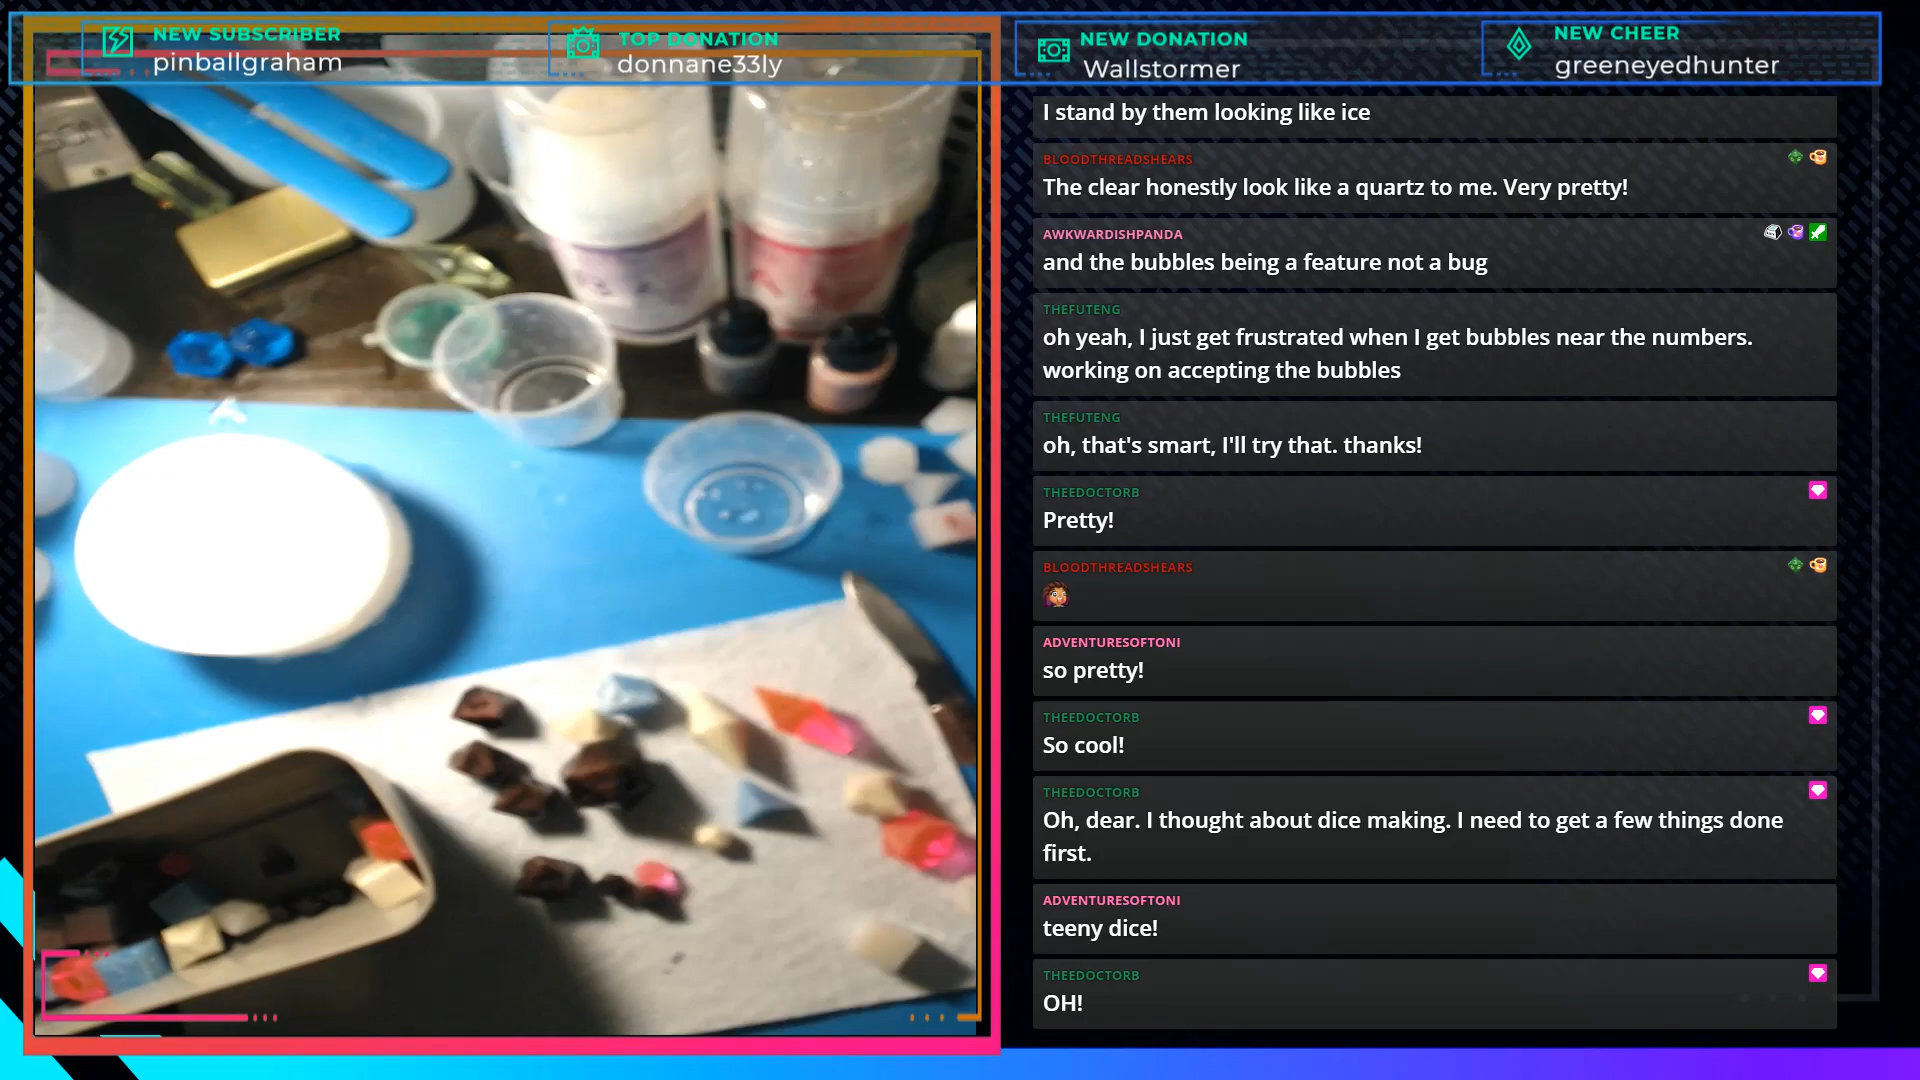 NEW SUBSCRIBER
pinballgraham
TOP DONATION
donnane33ly
NEW DONATION
Wallstormer
NEW CHEER
greeneyedhunter
I stand by them looking like ice
BLOODTHREADSHEARS
The clear honestly look like a quartz to me. Very pretty!
AWKWARDISHPANDA
and the bubbles being a feature not a bug
THEFUTENG
oh yeah, I just get frustrated when I get bubbles near the numbers.
working on accepting the bubbles
THEFUTENG
oh, that's smart, I'll try that. thanks!
THEEDOCTORB
Pretty!
BLOODTHREADSHEARS
ADVENTURESOFTONI
so pretty!
THEEDOCTORB
So cool!
THEEDOCTORB
Oh, dear. I thought about dice making. I need to get a few things done
first.
ADVENTURESOFTONI
teeny dice!
THEEDOCTORB
OH!